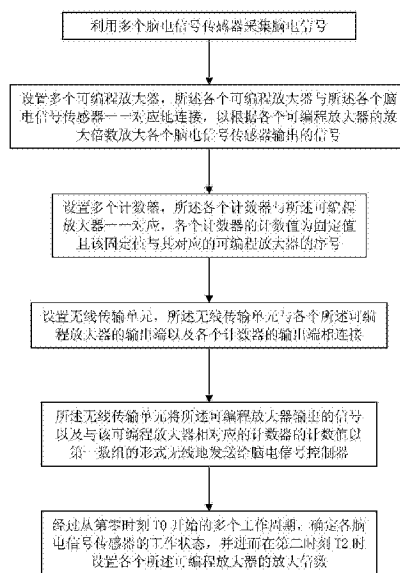 利用多个脑电信号传感器采集脑电信号
设置多个可编程放大器，所述各个可编程放大器与所述各个脑
电信号传感器一一对应地连接，以根据各个可编程放大器的放
大倍数放大各个脑电信号传感器输出的信号
设置多个计数器，所述各个计数器与所述可编程
放大器一一对应，各个计数器的计数值为固定值
且该固定值与其对应的可编程放大器的序号
设置无线传输单元，所述无线传输单元与各个所述可编
程放大器的输出端以及各个计数器的输出端相连接
所述无线传输单元将所述可编程放大器输出的信号
以及与该可编程放大器相对应的计数器的计数值以
第一数组的形式无线地发送给脑电信号控制器
经过从第零时刻T0开始的多个工作周期，确定各脑
电信号传感器的工作状态，并进而在第二时刻T2时
设置各个所述可编程放大器的放大倍数